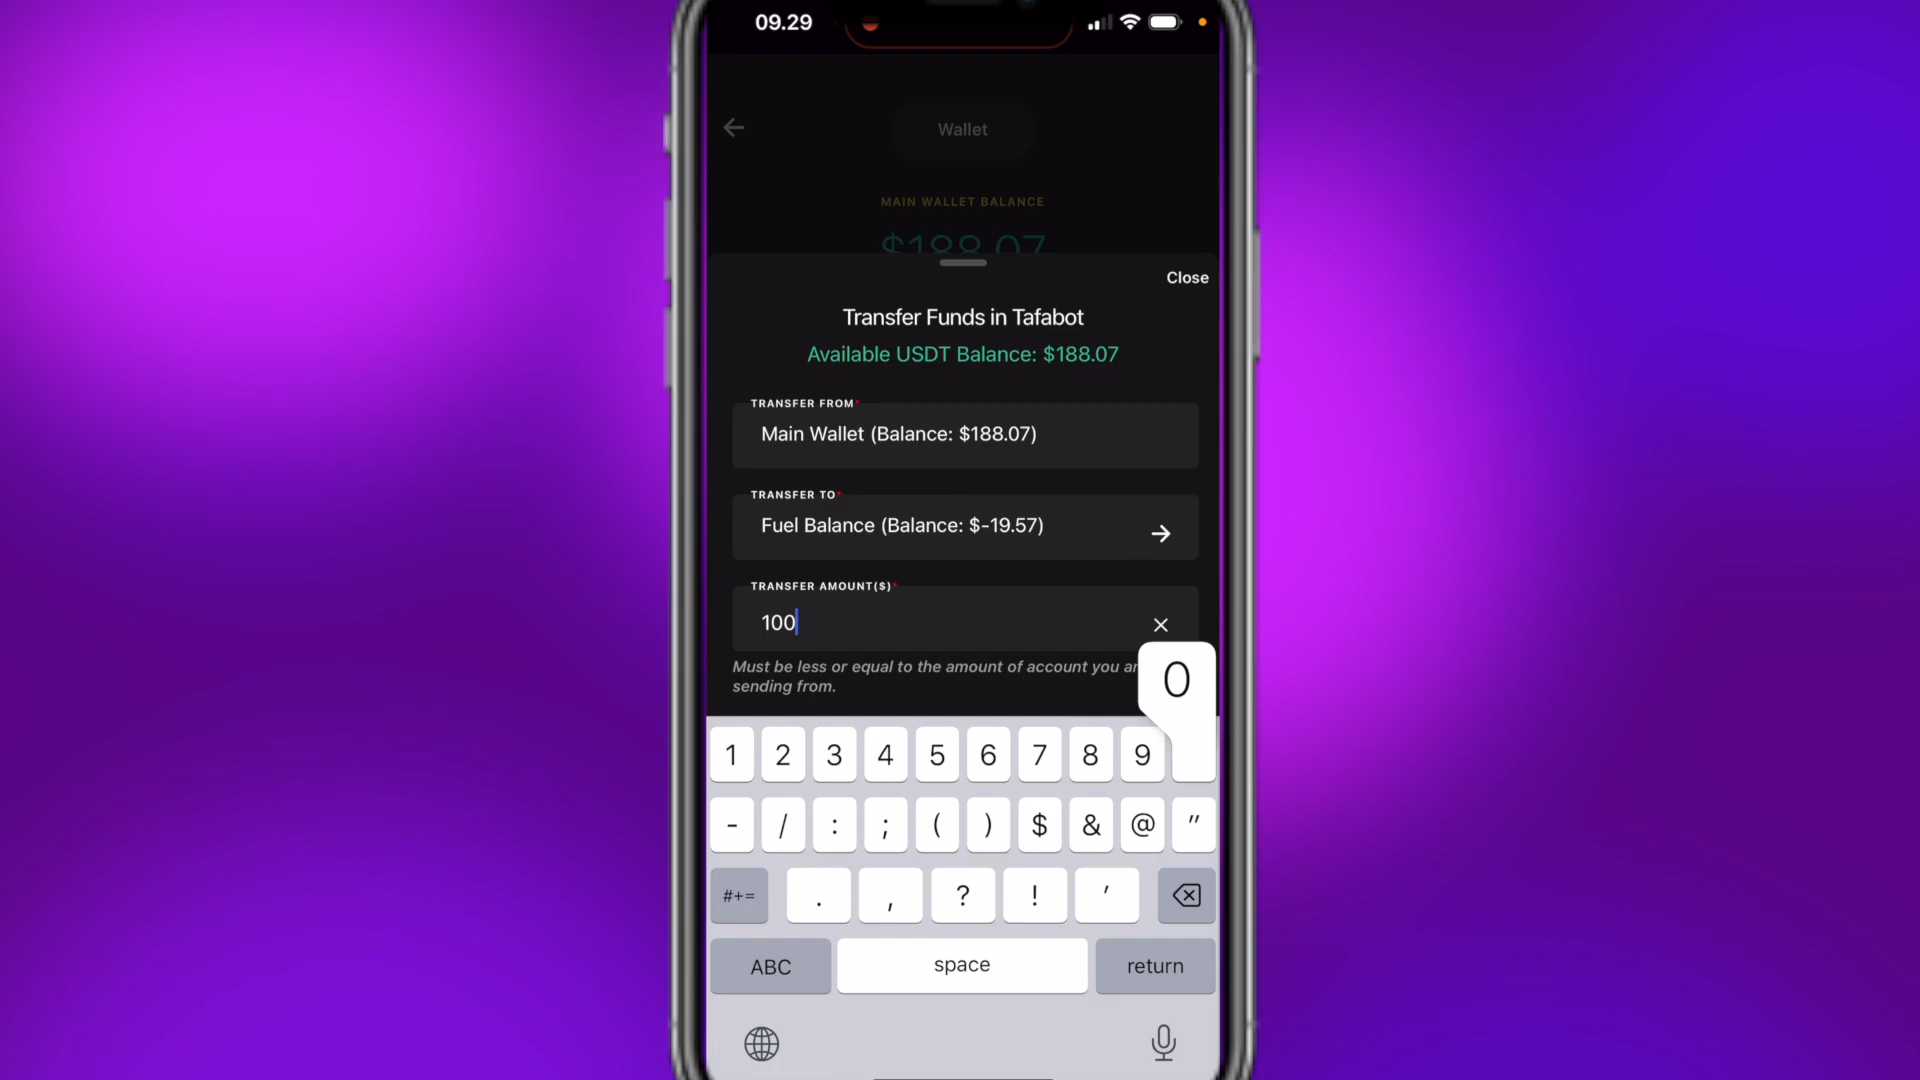 09.29
Wallet
MAIN WALLET BALANCE
$188.07
Close
Transfer Funds in Tafabot
Available USDT Balance: $188.07
TRANSFER FROM*
Main Wallet (Balance: $188.07)
TRANSFER TO*
Fuel Balance (Balance: $-19.57)
TRANSFER AMOUNT($)*
100
Must be less or equal to the amount of account you
sending from.
0
1 2 3 4 5 6 7 8 9
- / : ; ( ) $ & @ "
#+= . , ? ! '
ABC space return